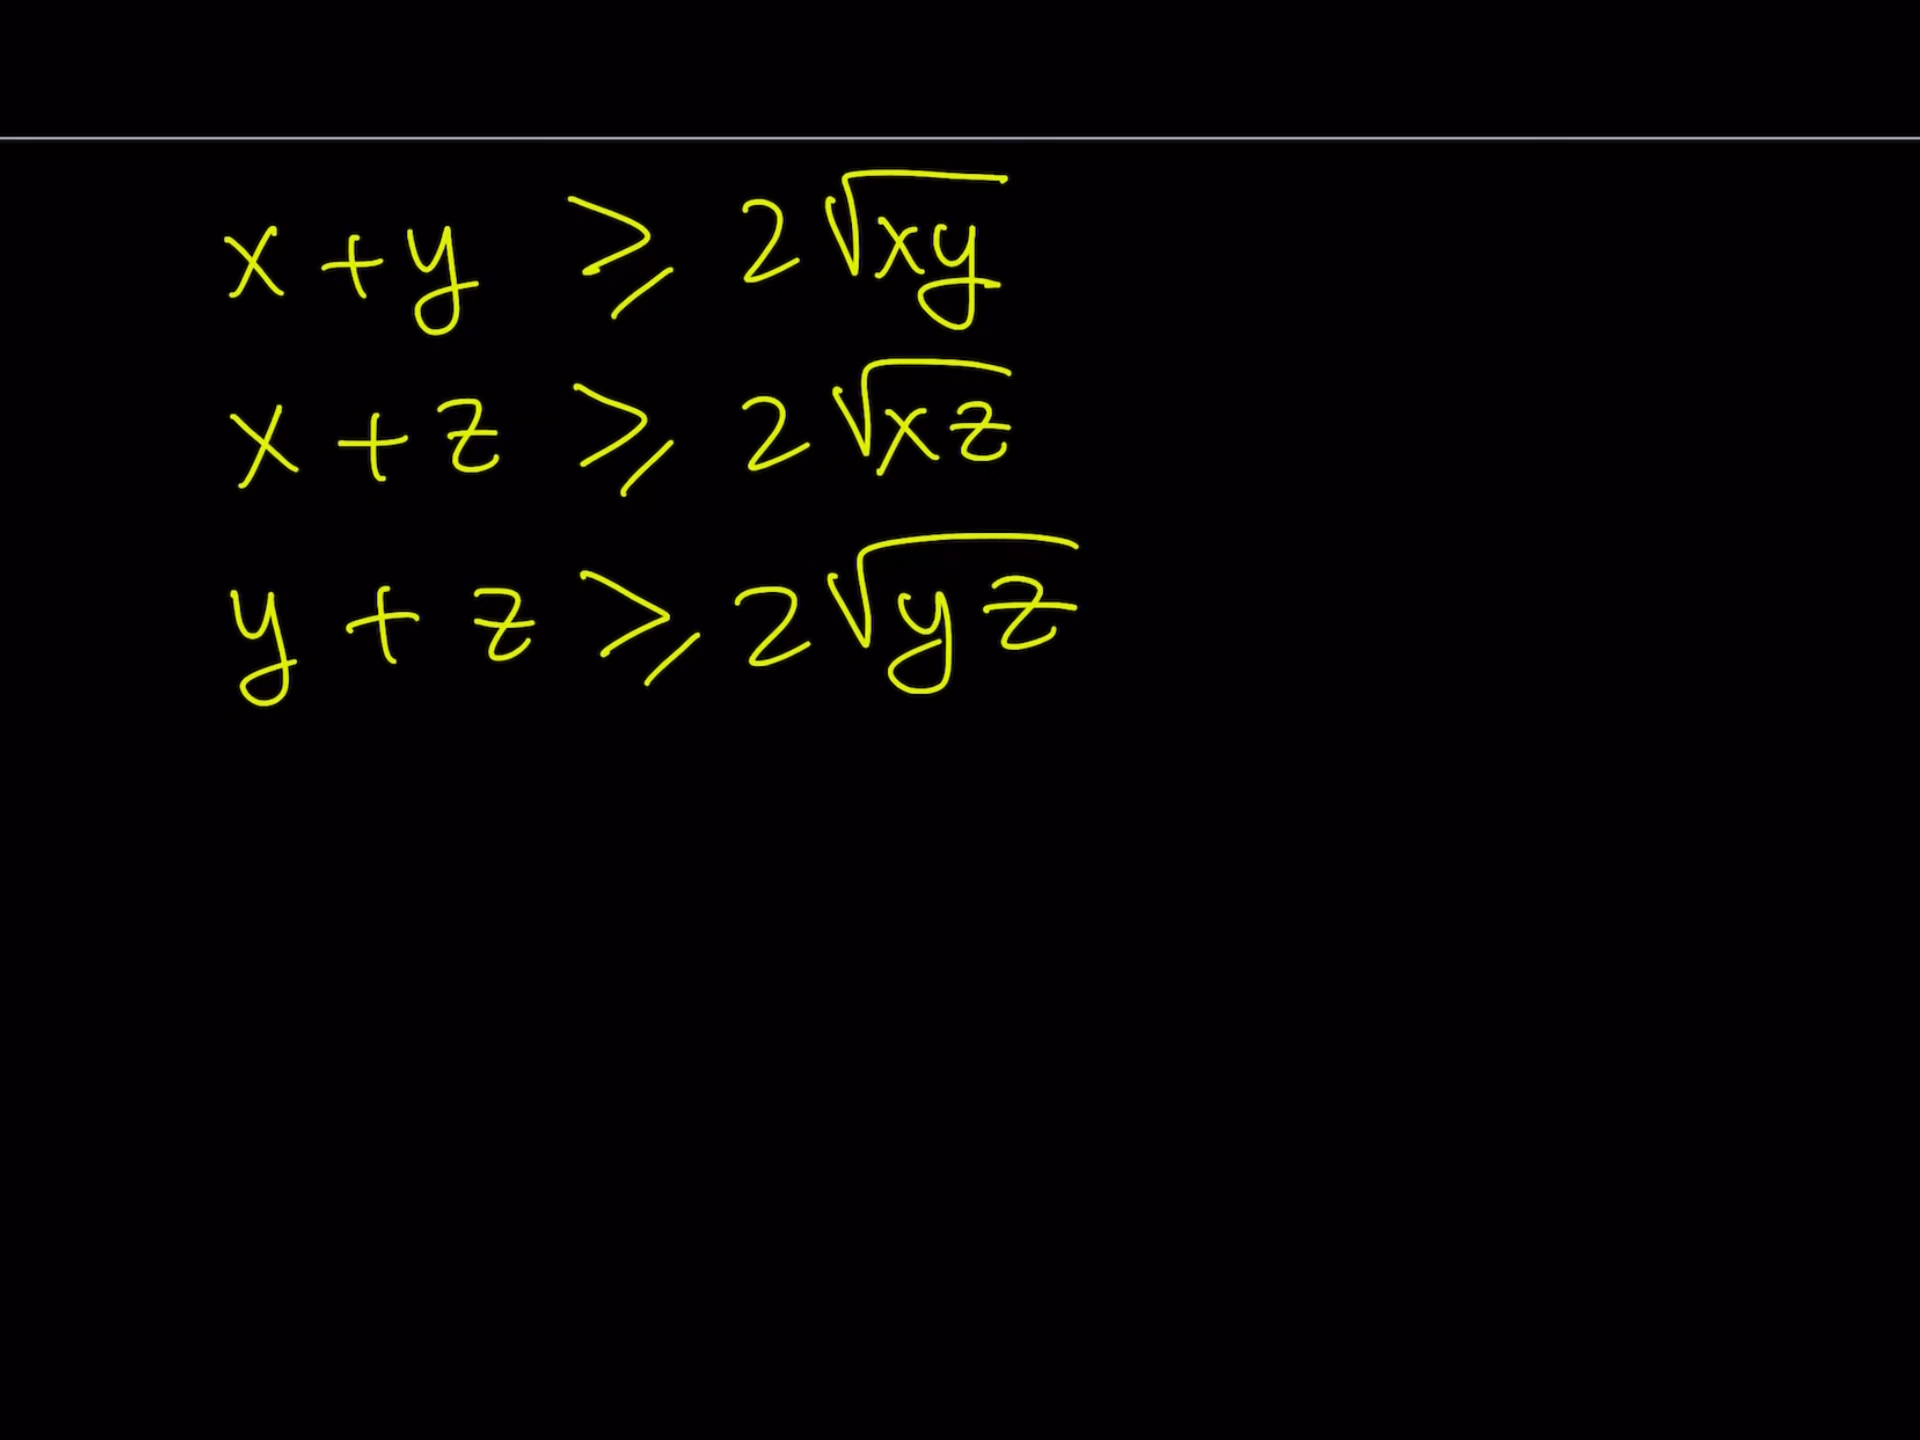 x + y ⩾ 2√xy
x + z ⩾ 2√xz
y + z ⩾ 2√yz